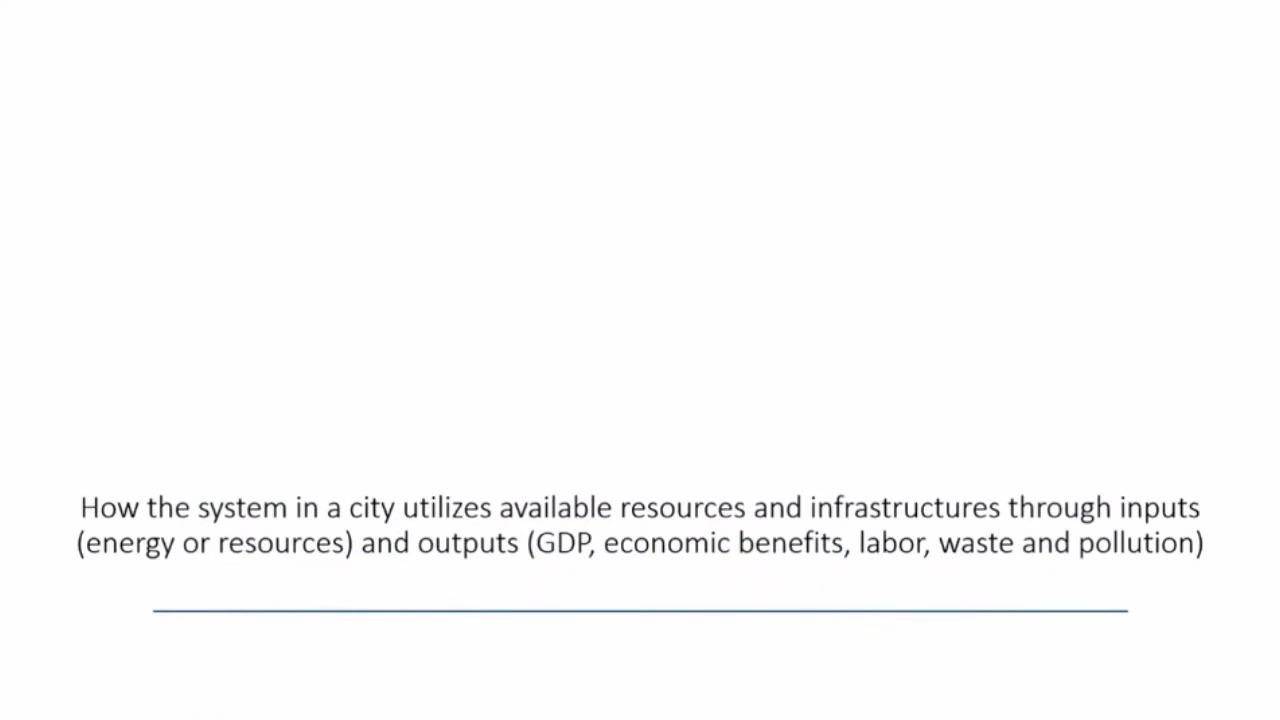 How the system in a city utilizes available resources and infrastructures through inputs
(energy or resources) and outputs (GDP, economic benefits, labor, waste and pollution)